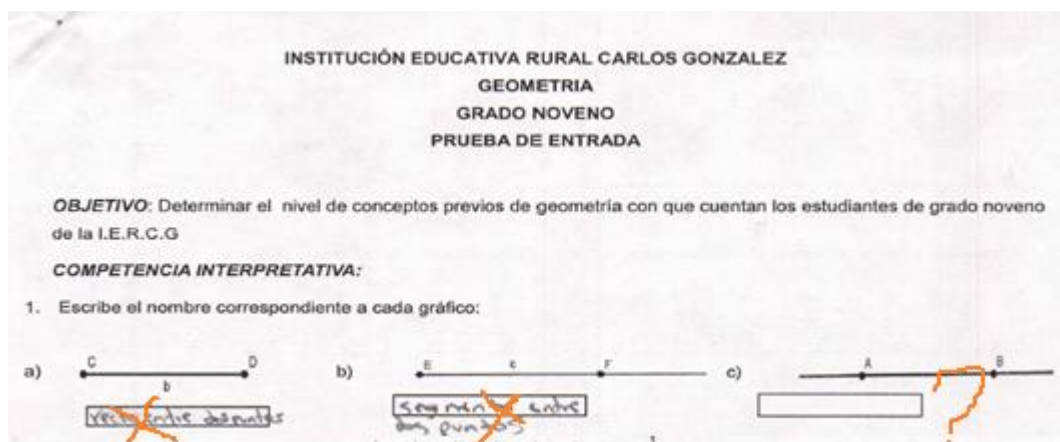 INSTITUCIÓN EDUCATIVA RURAL CARLOS GONZALEZ
GEOMETRIA
GRADO NOVENO
PRUEBA DE ENTRADA
OBJETIVO: Determinar el nivel de conceptos previos de geometría con que cuentan los estudiantes de grado noveno
de la I.E.R.C.G
COMPETENCIA INTERPRETATIVA:
1. Escribe el nombre correspondiente a cada gráfico:
a) C D b) E e F c) A B
b
recta entre dos puntos
segmento entre
dos puntos
?